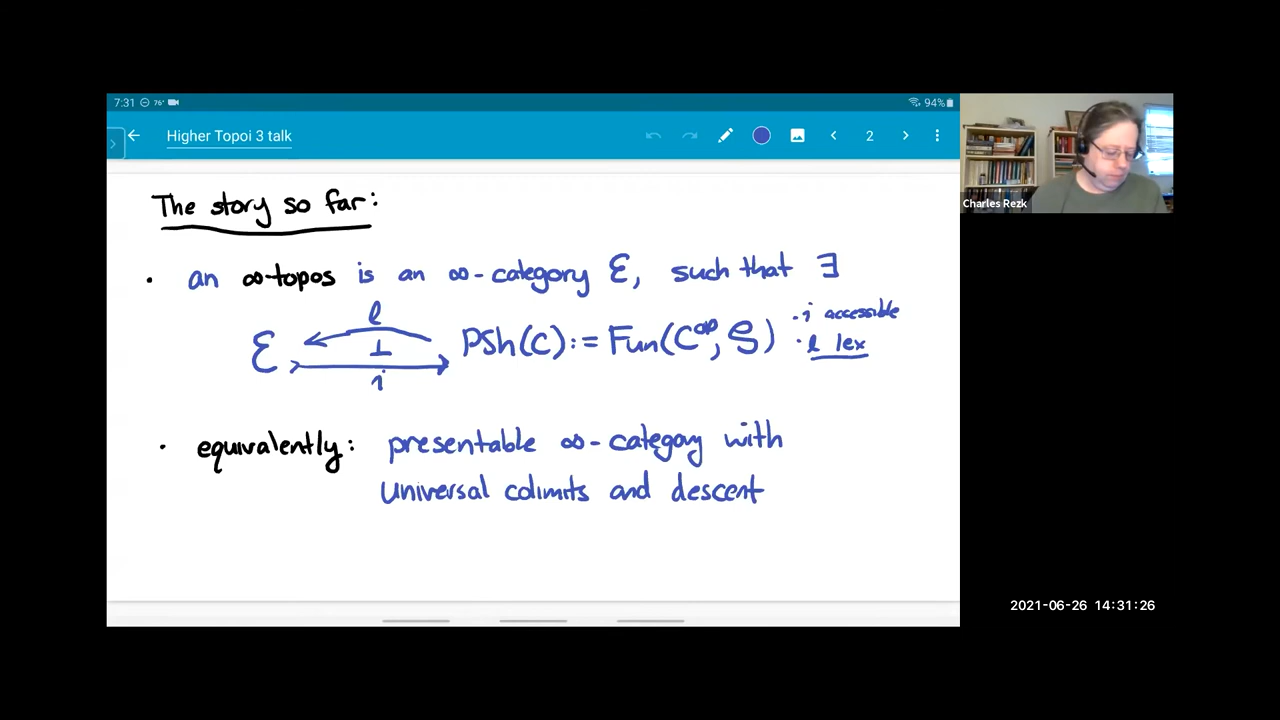 7:31 76° 94%
Higher Topoi 3 talk
2
Charles Rezk
The story so far:
• an ∞-topos is an ∞-category ℰ, such that ∃
l
ℰ ⊥ PSh(C) := Fun(C^op, S) • i accessible
i • l lex
• equivalently: presentable ∞-category with
universal colimits and descent
2021-06-26 14:31:26